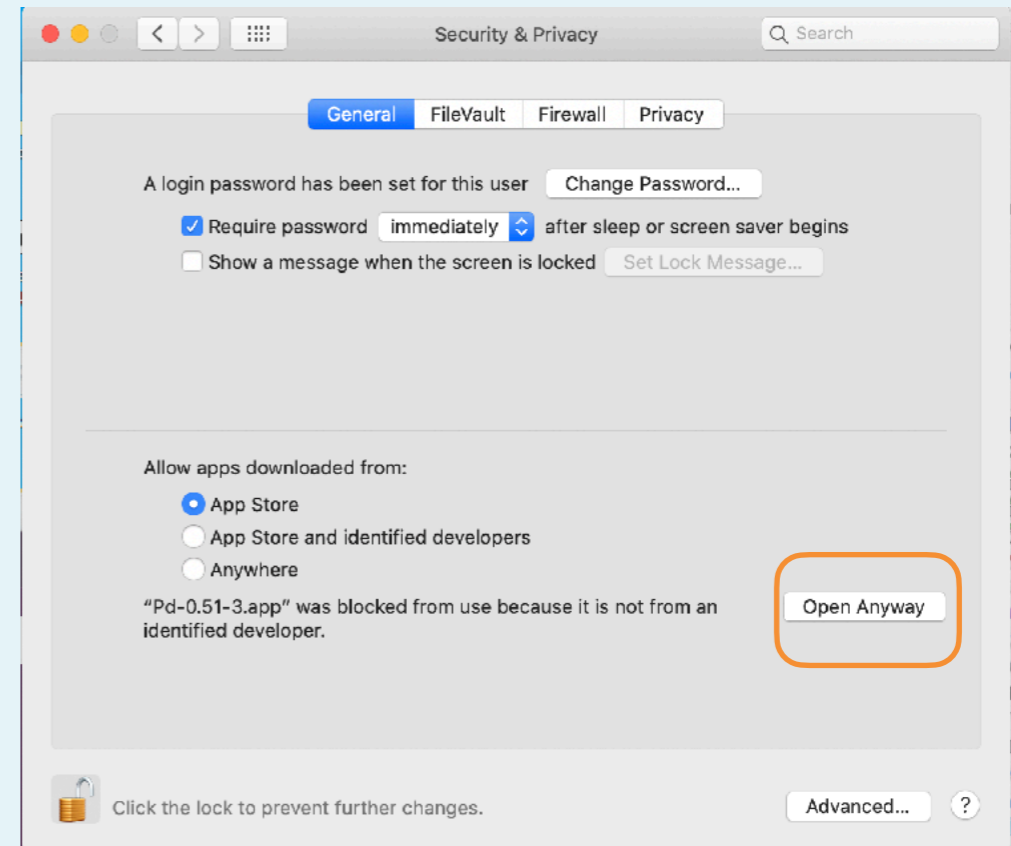 Security & Privacy
Search
General FileVault Firewall Privacy
A login password has been set for this user Change Password...
Require password immediately after sleep or screen saver begins
Show a message when the screen is locked Set Lock Message...
Allow apps downloaded from:
App Store
App Store and identified developers
Anywhere
“Pd-0.51-3.app” was blocked from use because it is not from an
identified developer.
Open Anyway
Click the lock to prevent further changes.
Advanced...
?